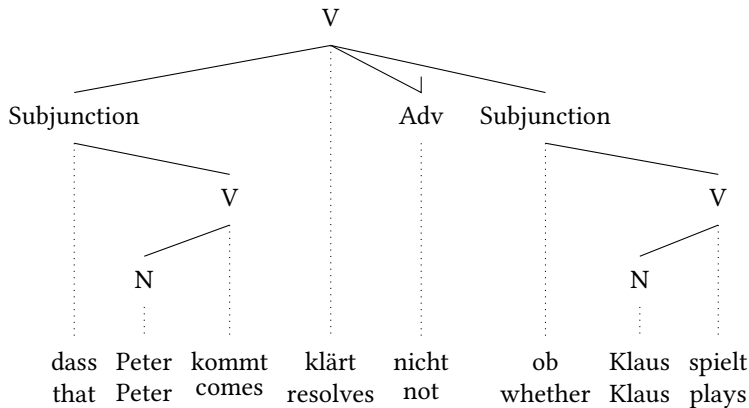 V
Subjunction Adv Subjunction
V V
N N
dass Peter kommt klärt nicht ob Klaus spielt
that Peter comes resolves not whether Klaus plays